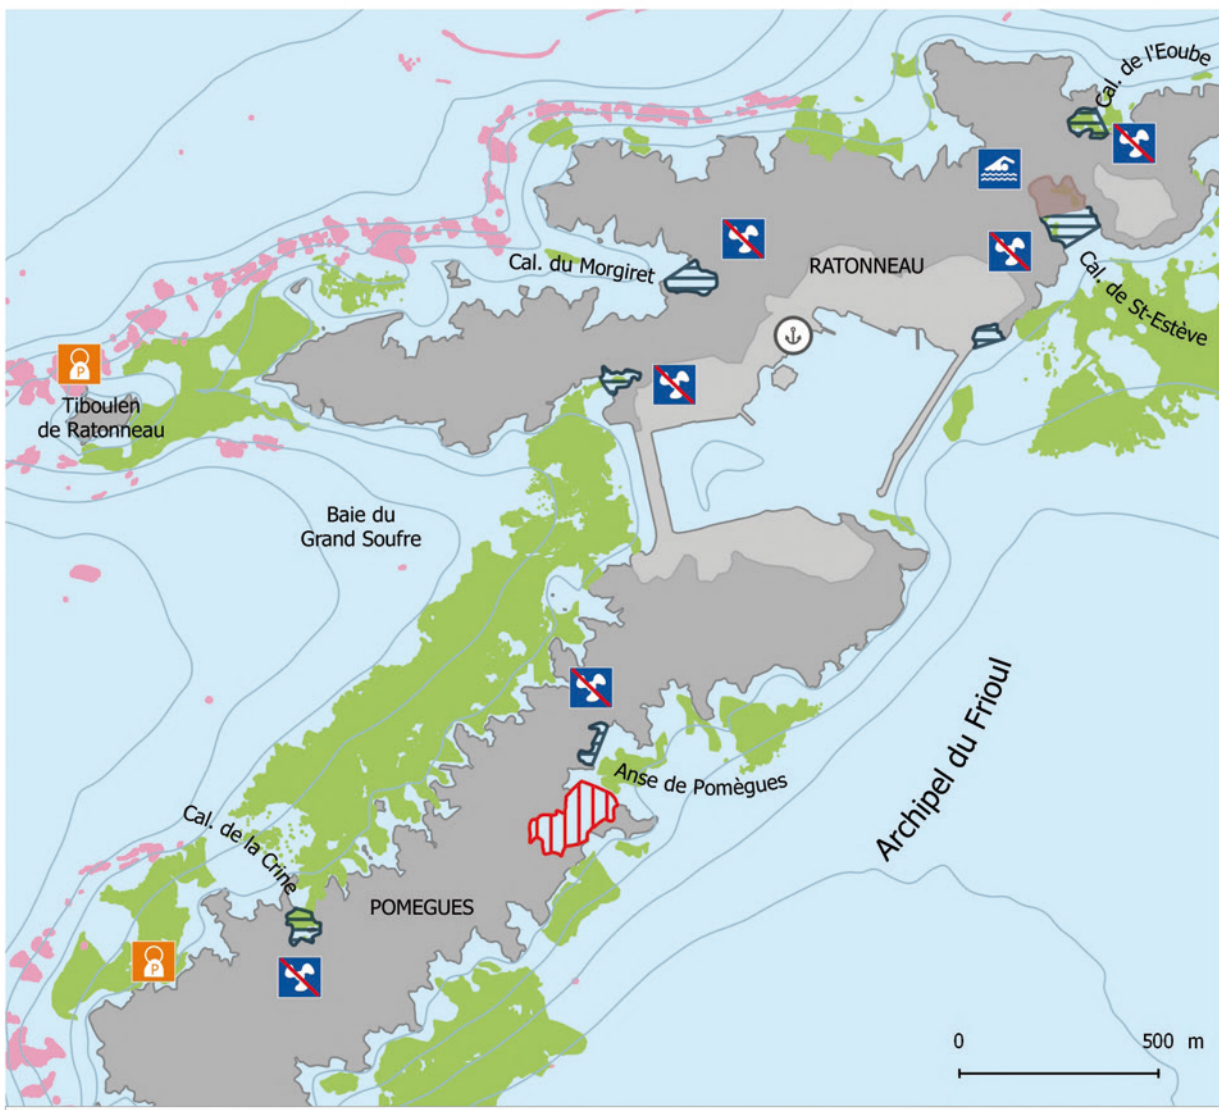 Cal. de l'Eoube
Cal. du Morgiret
RATONNEAU
Cal. de St-Estève
P
Tiboulen
de Ratonneau
Baie du
Grand Soufre
Archipel du Frioul
Anse de Pomègues
Cal. de la Crine
POMEGUES
P
0 500 m